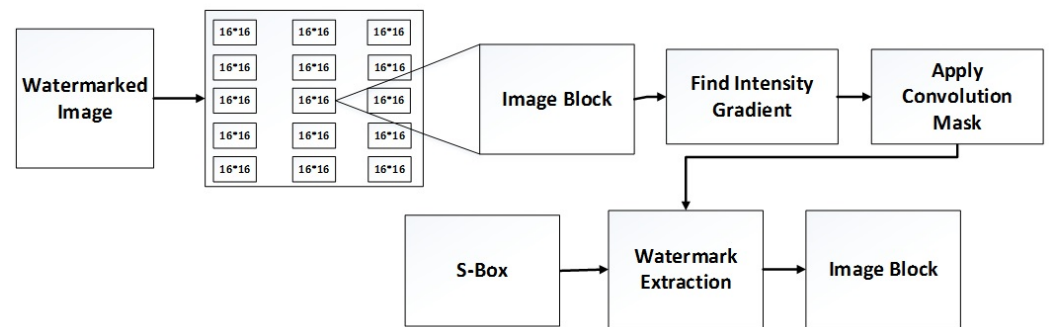 Watermarked
Image
16*16 16*16 16*16
16*16 16*16 16*16
16*16 16*16 16*16
16*16 16*16 16*16
16*16 16*16 16*16
Image Block
Find Intensity
Gradient
Apply
Convolution
Mask
S-Box
Watermark
Extraction
Image Block